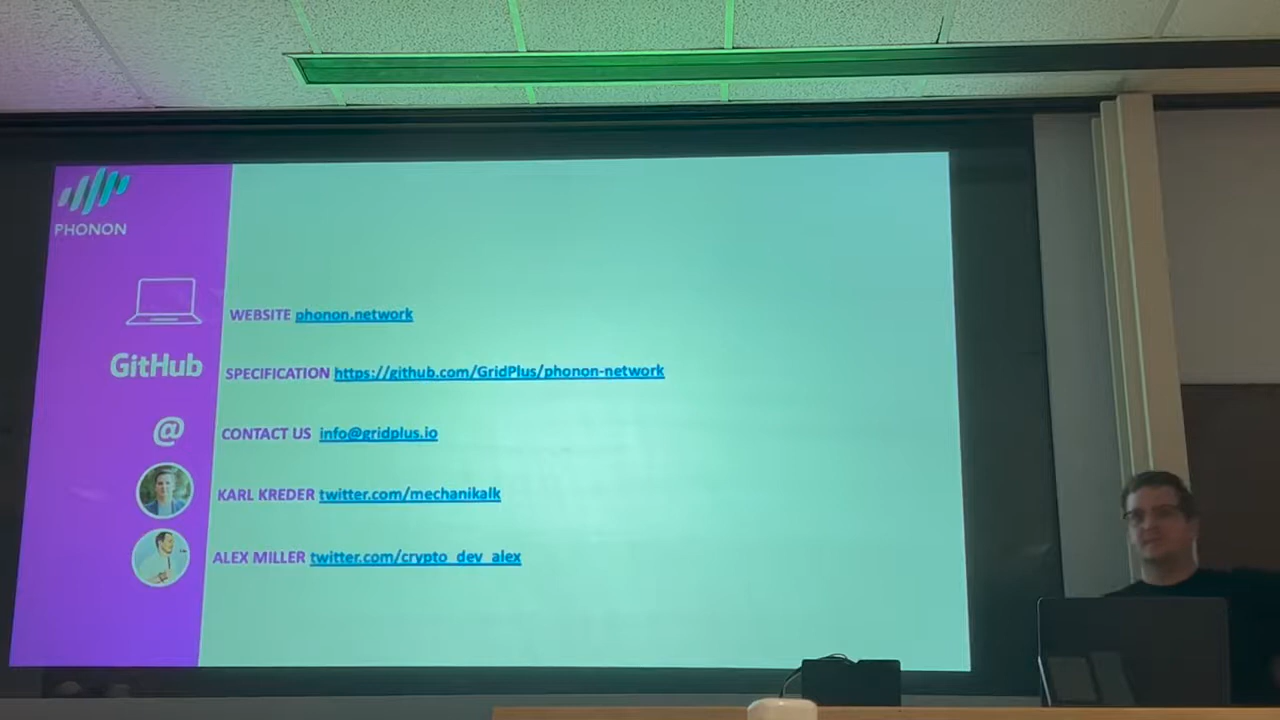 PHONON
WEBSITE phonon.network
GitHub
SPECIFICATION https://github.com/GridPlus/phonon-network
@
CONTACT US info@gridplus.io
KARL KREDER twitter.com/mechanikalk
ALEX MILLER twitter.com/crypto_dev_alex